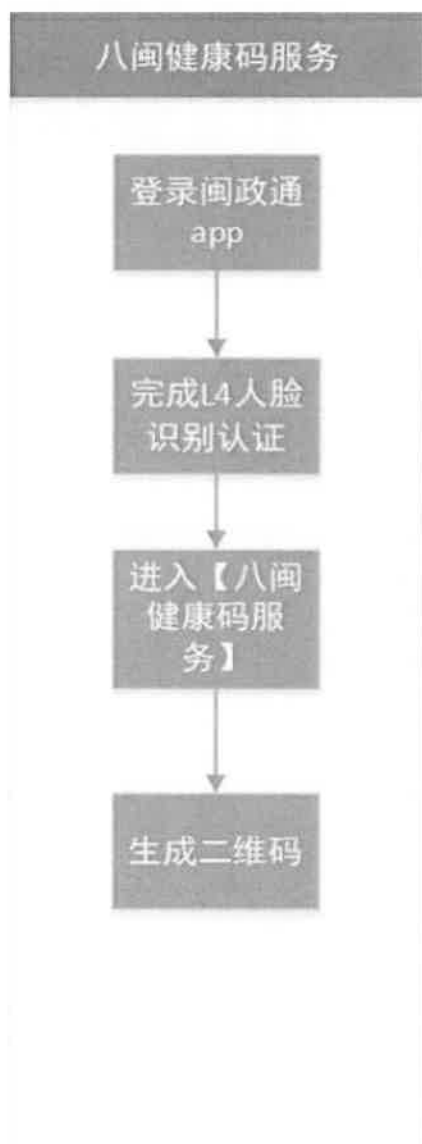 八闽健康码服务
登录闽政通
app
完成L4人脸
识别认证
进入【八闽
健康码服
务】
生成二维码